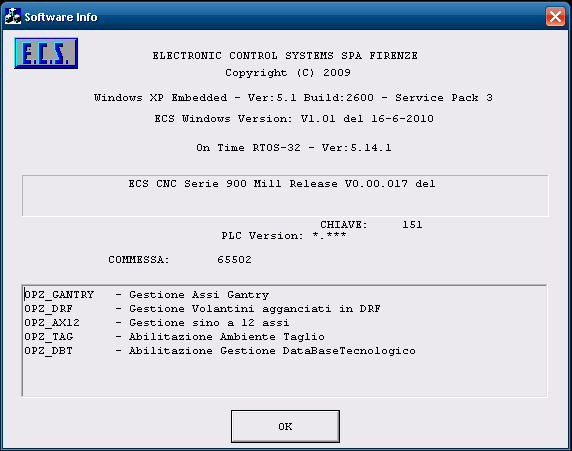 Software Info
E.C.S.
ELECTRONIC CONTROL SYSTEMS SPA FIRENZE
Copyright (C) 2009
Windows XP Embedded - Ver:5.1 Build:2600 - Service Pack 3
ECS Windows Version: V1.01 del 16-6-2010
On Time RTOS-32 - Ver:5.14.1
ECS CNC Serie 900 Mill Release V0.00.017 del
CHIAVE: 151
PLC Version: *.***
COMMESSA: 65502
OPZ_GANTRY - Gestione Assi Gantry
OPZ_DRF - Gestione Volantini agganciati in DRF
OPZ_AX12 - Gestione sino a 12 assi
OPZ_TAG - Abilitazione Ambiente Taglio
OPZ_DBT - Abilitazione Gestione DataBaseTecnologico
OK